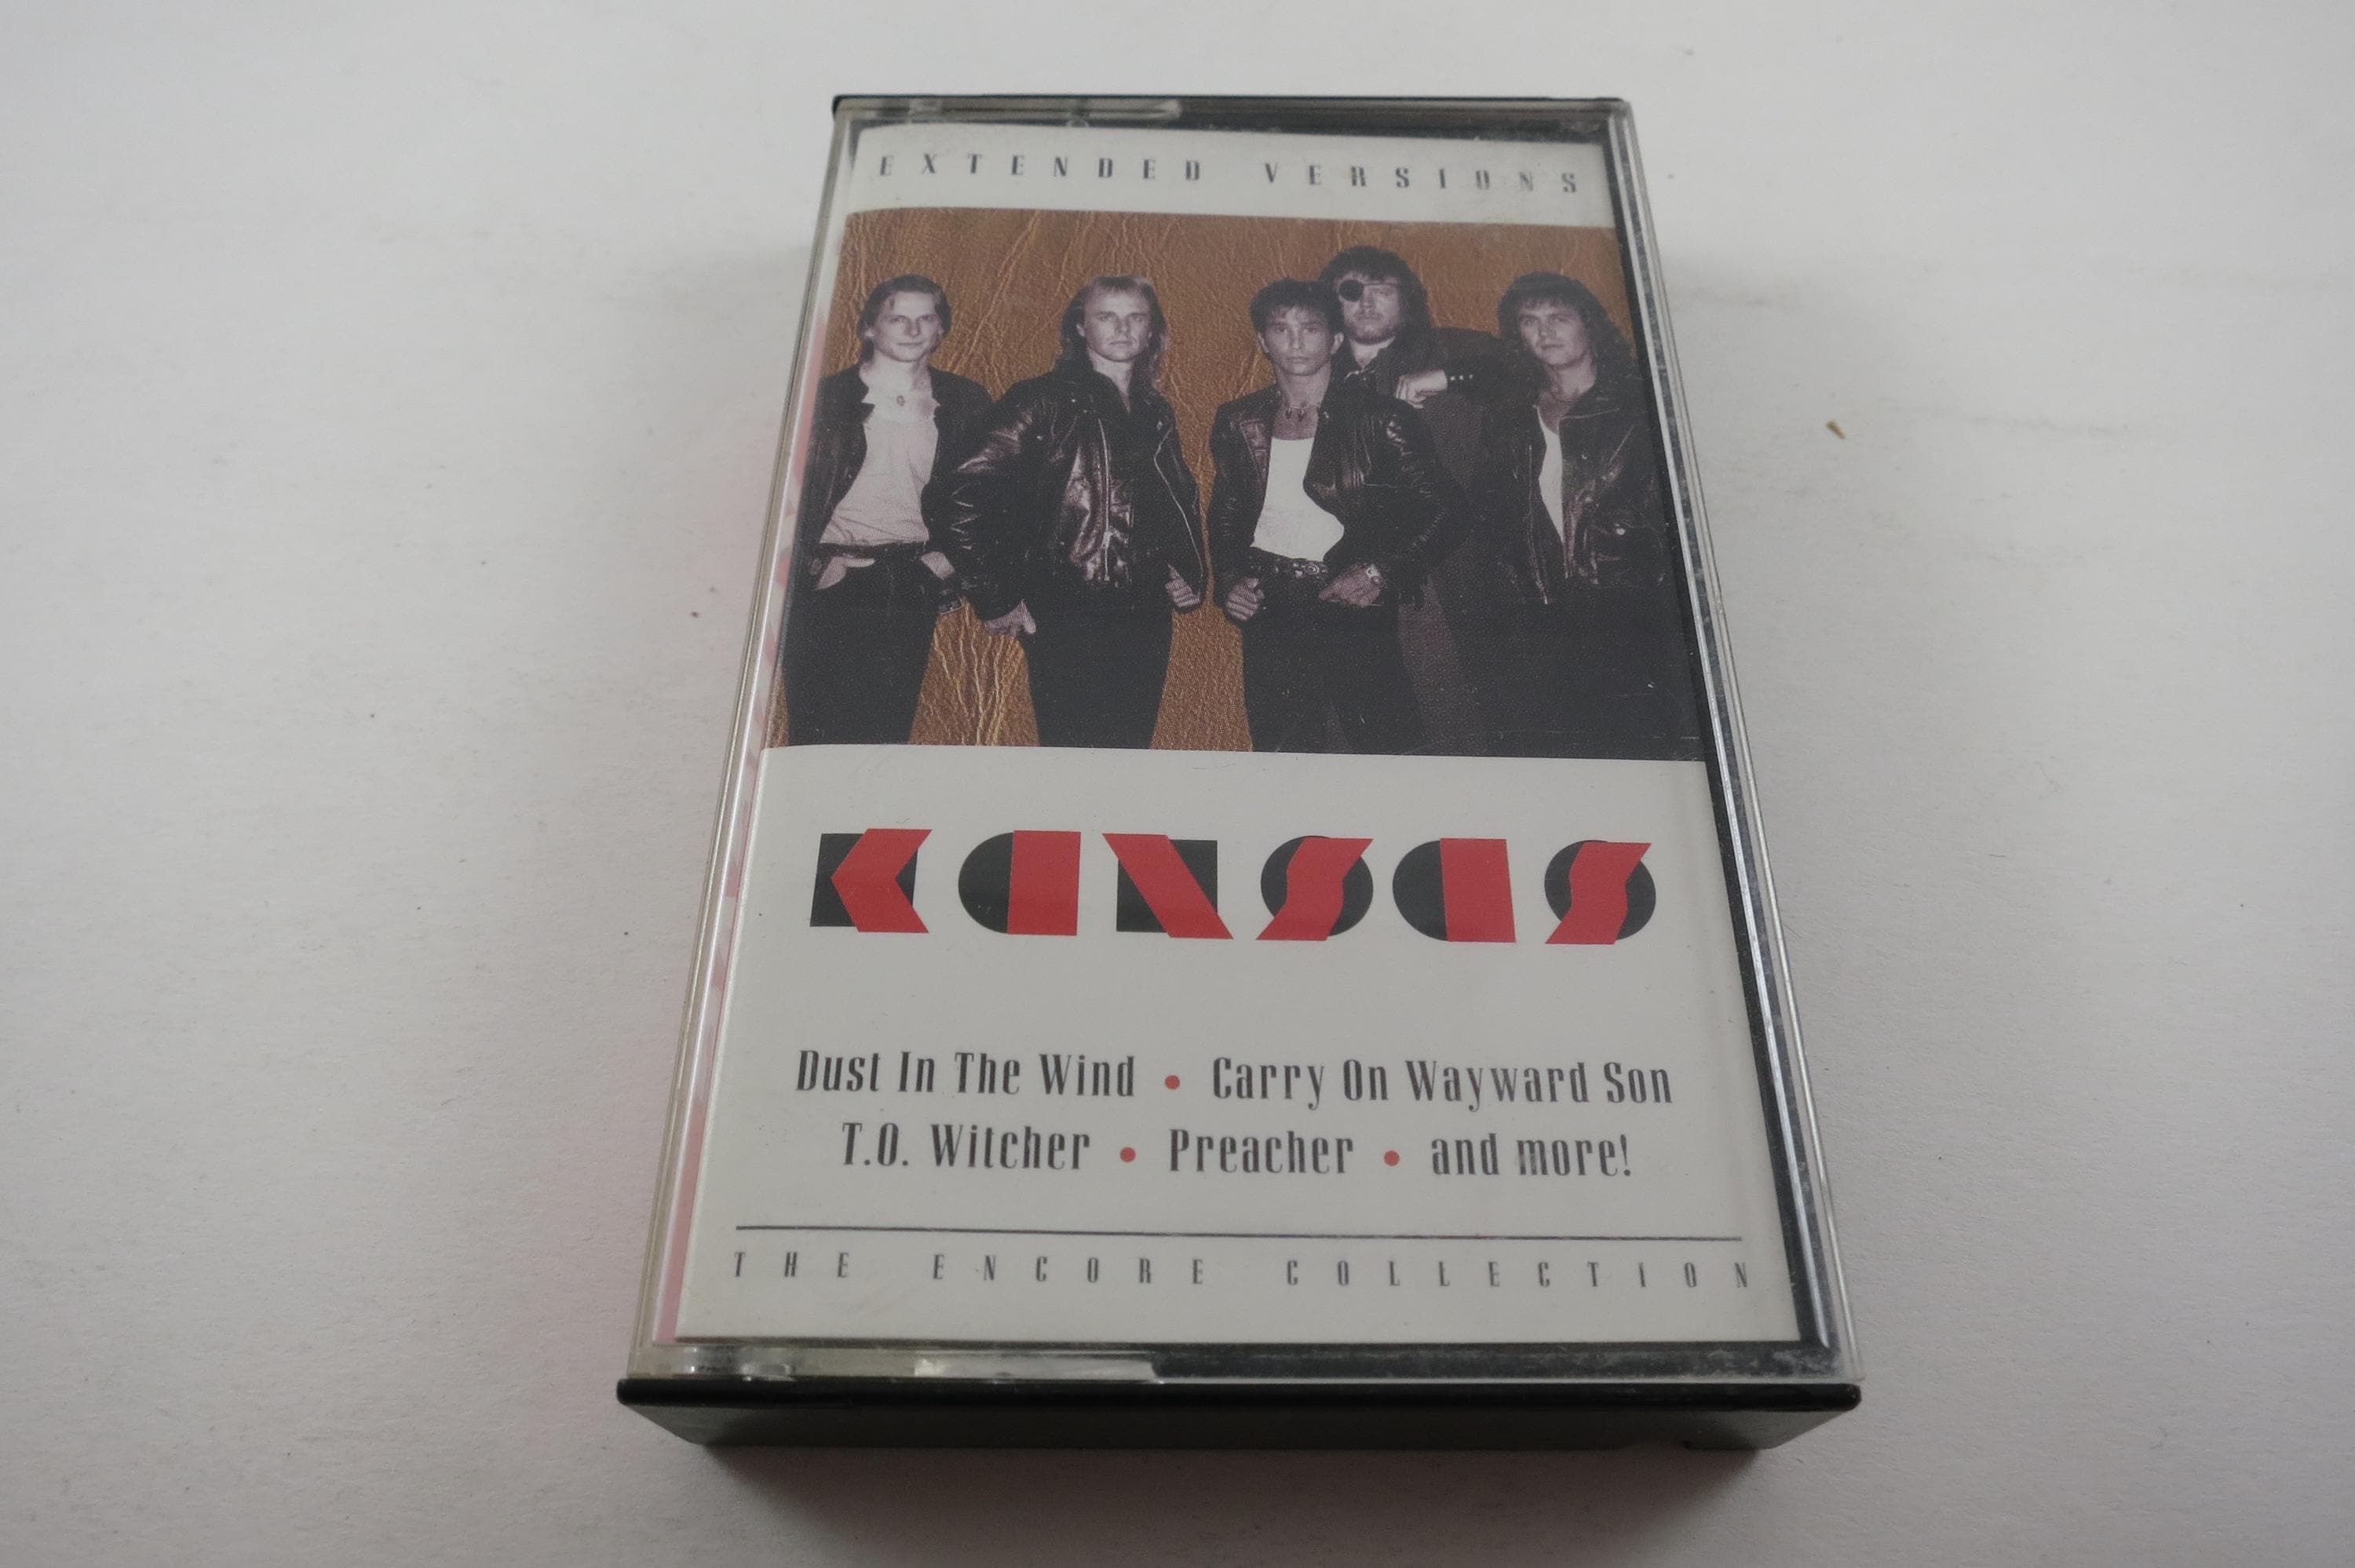 EXTENDED VERSIONS
KANSAS
Dust In The Wind • Carry On Wayward Son
T.O. Witcher • Preacher • and more!
THE ENCORE COLLECTION